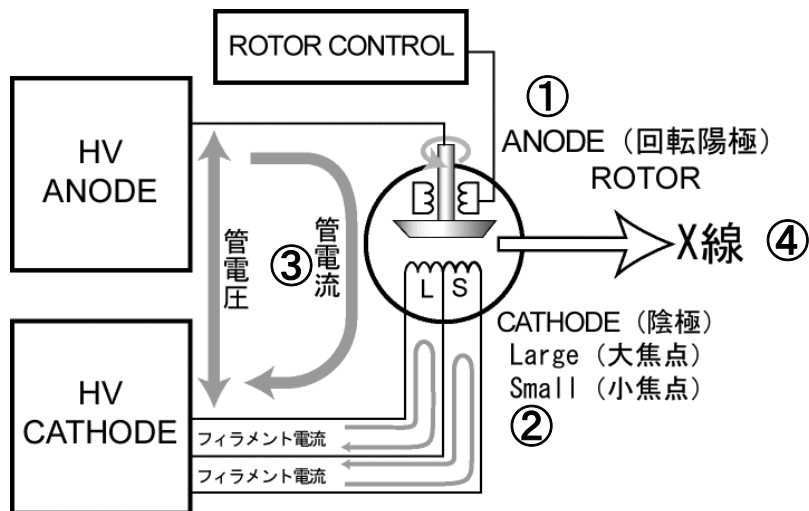 ROTOR CONTROL
HV
ANODE
①
ANODE（回転陽極）
ROTOR
管電圧
③
管電流
X線 ④
L S
HV
CATHODE
CATHODE（陰極）
Large（大焦点）
Small（小焦点）
②
フィラメント電流
フィラメント電流